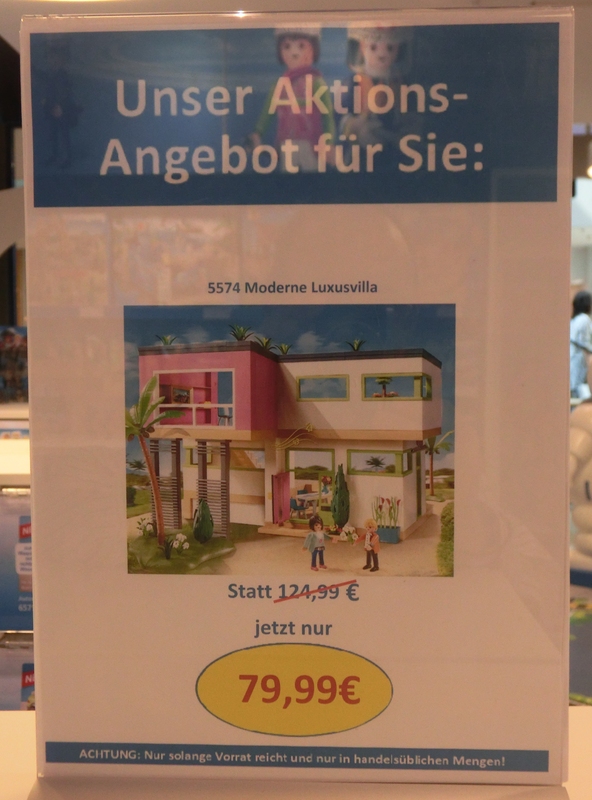 Unser Aktions-
Angebot für Sie:
5574 Moderne Luxusvilla
Statt 124,99 €
jetzt nur
79,99€
ACHTUNG: Nur solange Vorrat reicht und nur in handelsüblichen Mengen!